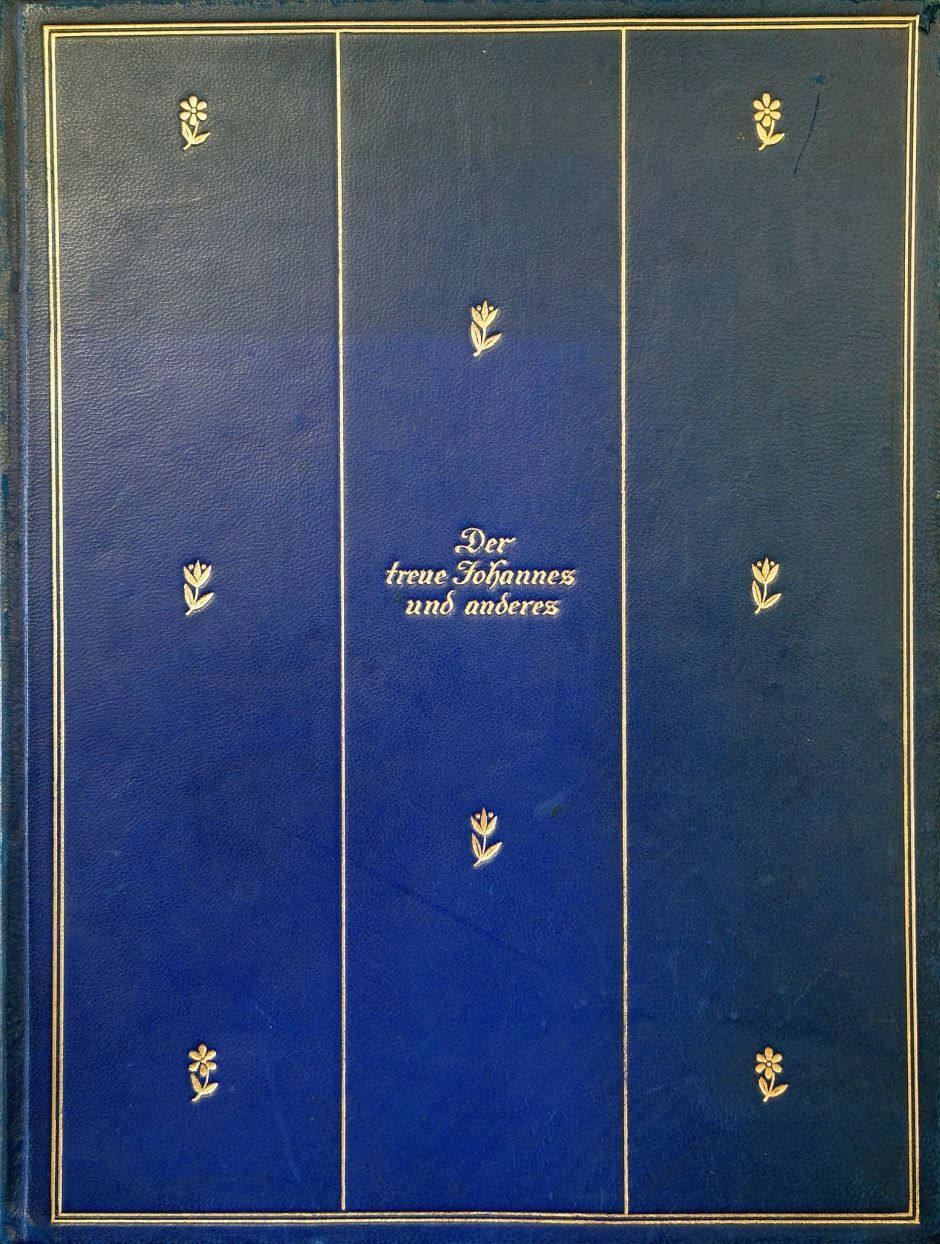 Der
treue Johannes
und anderes